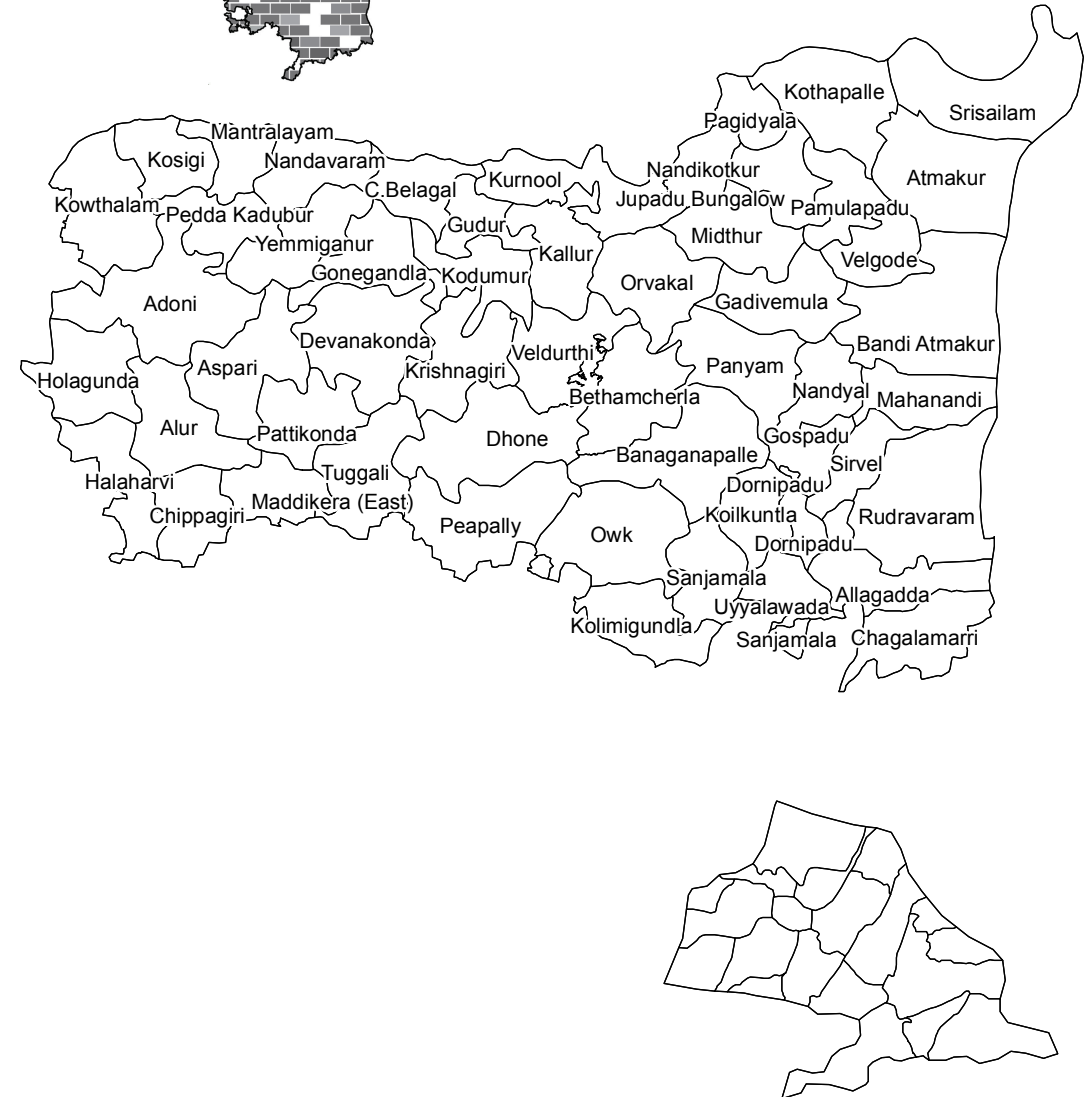 Kothapalle
Srisailam
Pagidyala
Mantralayam
Kosigi
Nandavaram
Nandikotkur
Atmakur
Kurnool
C.Belagal
Jupadu Bungalow
Kowthalam
Pamulapadu
Pedda Kadubur
Gudur
Midthur
Yemmiganur
Kallur
Velgode
Gonegandla
Kodumur
Orvakal
Adoni
Gadivemula
Devanakonda
Bandi Atmakur
Veldurthi
Aspari
Panyam
Krishnagiri
Holagunda
Nandyal
Bethamcherla
Mahanandi
Alur
Pattikonda
Dhone
Gospadu
Banaganapalle
Sirvel
Tuggali
Halaharvi
Dornipadu
Maddikera (East)
Chippagiri
Koilkuntla
Rudravaram
Peapally
Owk
Dornipadu
Sanjamala
Allagadda
Uyyalawada
Kolimigundla
Sanjamala
Chagalamarri